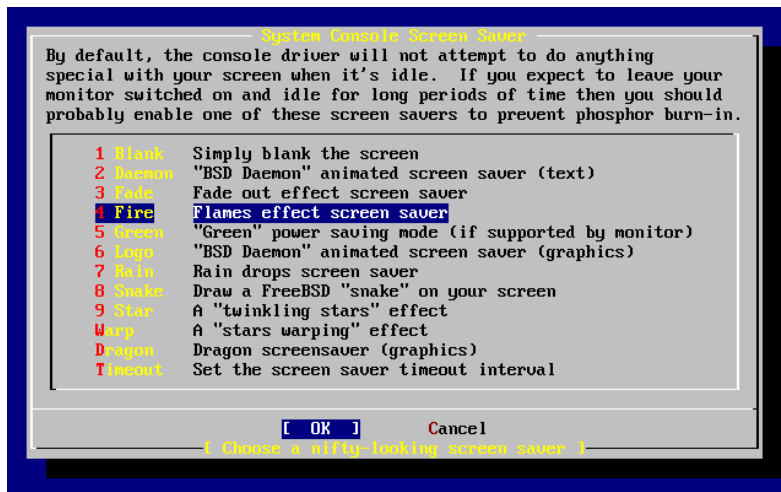 System Console Screen Saver
By default, the console driver will not attempt to do anything
special with your screen when it's idle.  If you expect to leave your
monitor switched on and idle for long periods of time then you should
probably enable one of these screen savers to prevent phosphor burn-in.
1 Blank    Simply blank the screen
2 Daemon   "BSD Daemon" animated screen saver (text)
3 Fade     Fade out effect screen saver
4 Fire     Flames effect screen saver
5 Green    "Green" power saving mode (if supported by monitor)
6 Logo     "BSD Daemon" animated screen saver (graphics)
7 Rain     Rain drops screen saver
8 Snake    Draw a FreeBSD "snake" on your screen
9 Star     A "twinkling stars" effect
Warp       A "stars warping" effect
Dragon     Dragon screensaver (graphics)
Timeout    Set the screen saver timeout interval
[  OK  ]       Cancel
[ Choose a nifty-looking screen saver ]